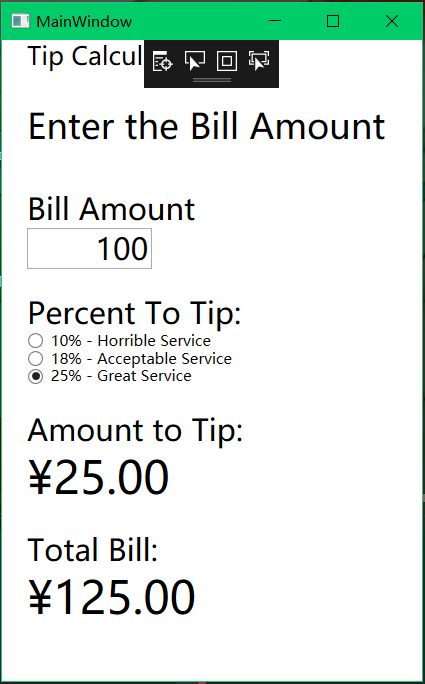 MainWindow
Tip Calcul
Enter the Bill Amount
Bill Amount
100
Percent To Tip:
10% - Horrible Service
18% - Acceptable Service
25% - Great Service
Amount to Tip:
¥25.00
Total Bill:
¥125.00